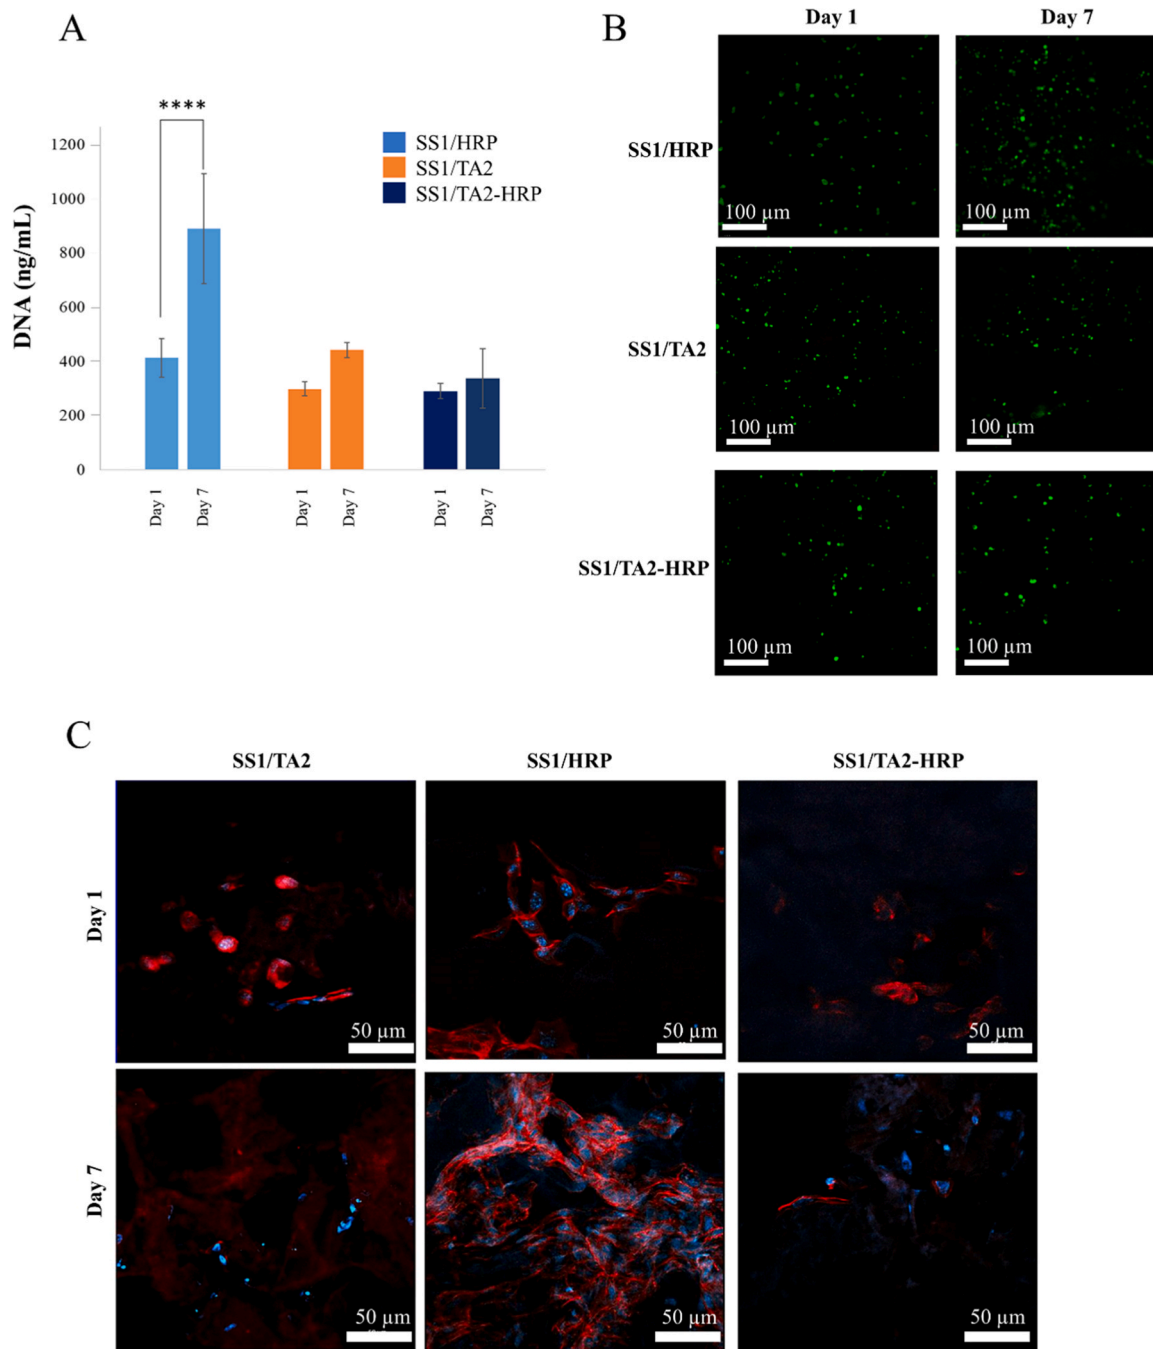 A
****
1200
1000
800
600
400
200
0
DNA (ng/mL)
SS1/HRP
SS1/TA2
SS1/TA2-HRP
Day 1
Day 7
Day 1
Day 7
Day 1
Day 7
B
Day 1
Day 7
SS1/HRP
100 µm
100 µm
SS1/TA2
100 µm
100 µm
SS1/TA2-HRP
100 µm
100 µm
C
SS1/TA2
SS1/HRP
SS1/TA2-HRP
Day 1
50 µm
50 µm
50 µm
Day 7
50 µm
50 µm
50 µm